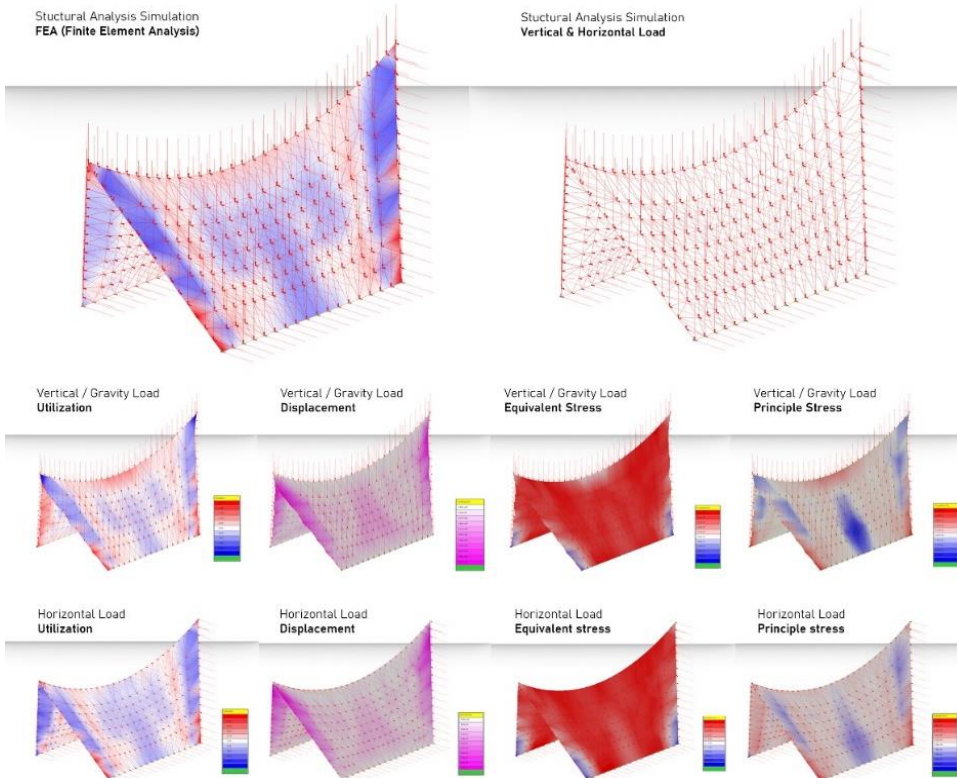 Stuctural Analysis Simulation
FEA (Finite Element Analysis)
Stuctural Analysis Simulation
Vertical & Horizontal Load
Vertical / Gravity Load
Utilization
Vertical / Gravity Load
Displacement
Vertical / Gravity Load
Equivalent Stress
Vertical / Gravity Load
Principle Stress
Horizontal Load
Utilization
Horizontal Load
Displacement
Horizontal Load
Equivalent stress
Horizontal Load
Principle stress